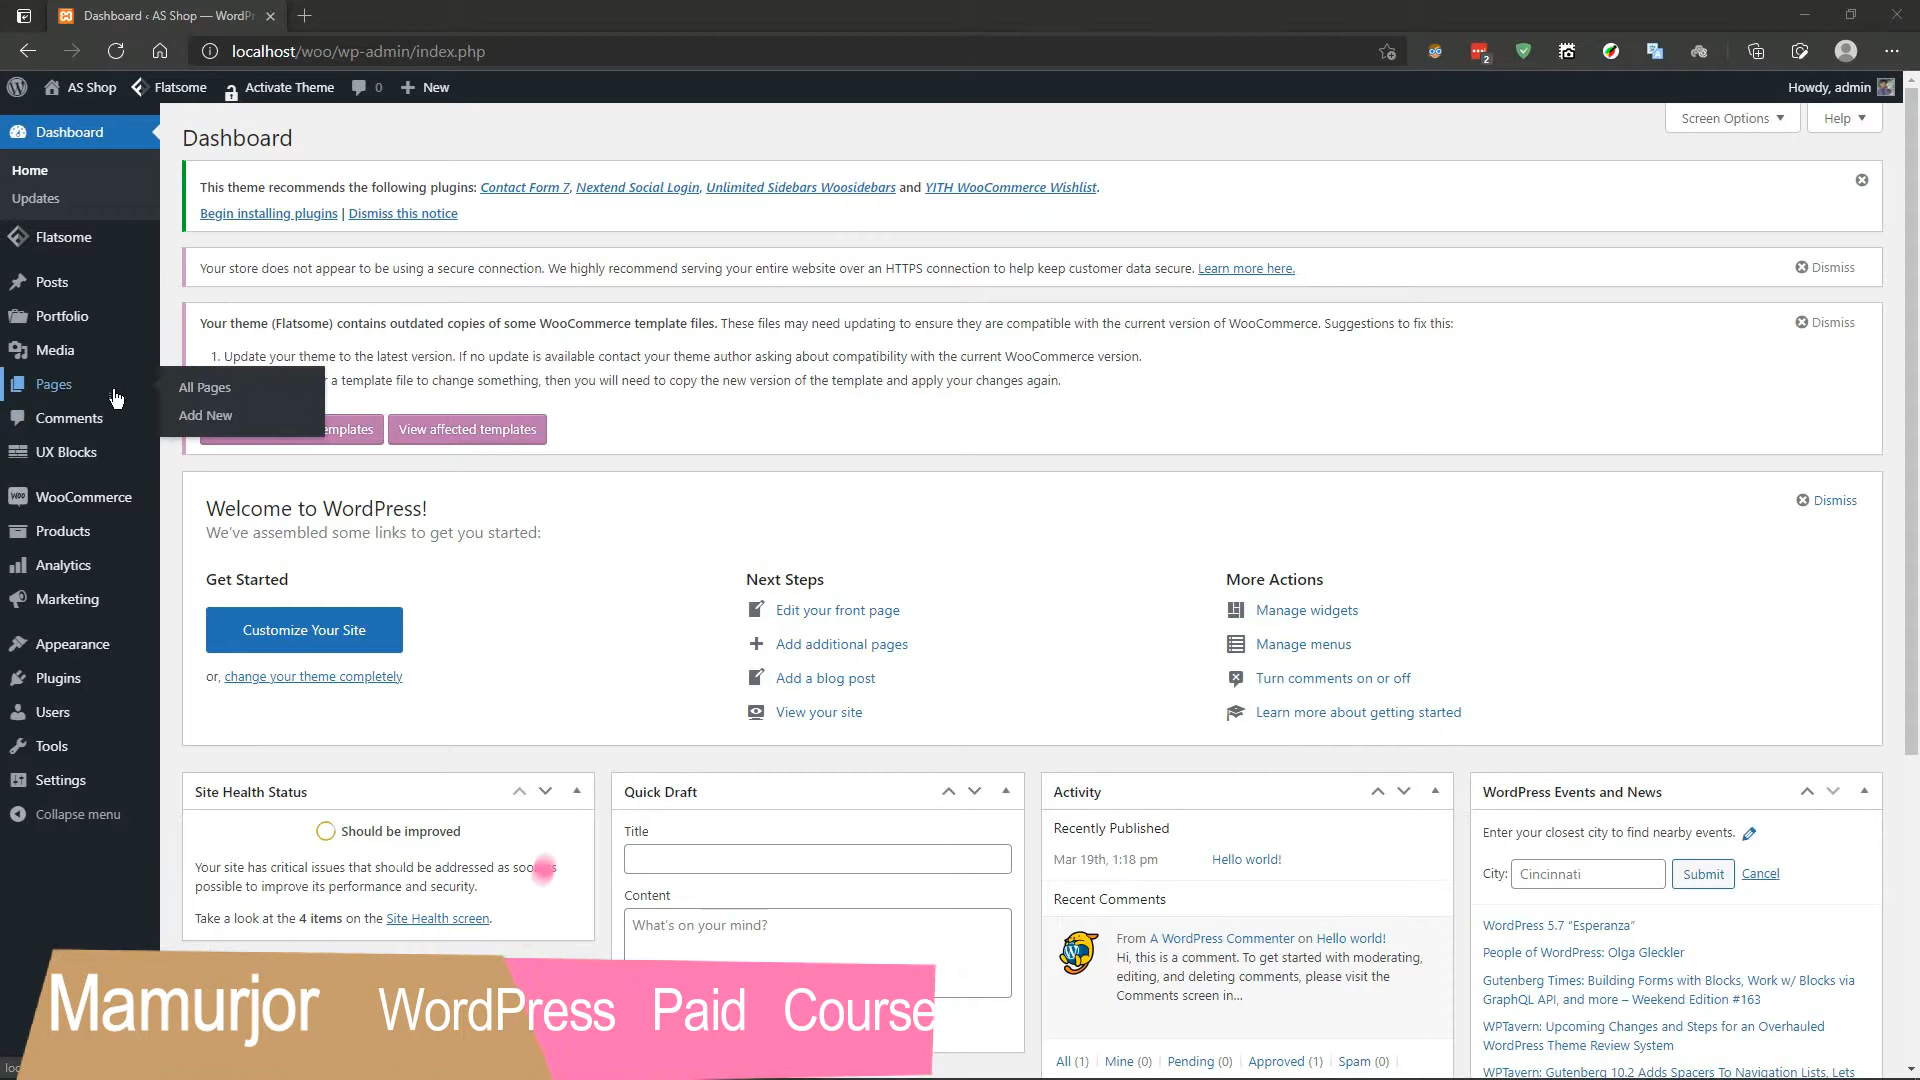 Dashboard ‹ AS Shop — WordPr
localhost/woo/wp-admin/index.php
2
AS Shop
Flatsome
Activate Theme
0
New
Howdy, admin
Dashboard
Home
Updates
Flatsome
Posts
Portfolio
Media
Pages
Comments
UX Blocks
WooCommerce
Products
Analytics
Marketing
Appearance
Plugins
Users
Tools
Settings
Collapse menu
All Pages
Add New
Dashboard
Screen Options
Help
This theme recommends the following plugins: Contact Form 7, Nextend Social Login, Unlimited Sidebars Woosidebars and YITH WooCommerce Wishlist.
Begin installing plugins | Dismiss this notice
Your store does not appear to be using a secure connection. We highly recommend serving your entire website over an HTTPS connection to help keep customer data secure. Learn more here.
Dismiss
Your theme (Flatsome) contains outdated copies of some WooCommerce template files. These files may need updating to ensure they are compatible with the current version of WooCommerce. Suggestions to fix this:
Dismiss
1. Update your theme to the latest version. If no update is available contact your theme author asking about compatibility with the current WooCommerce version.
a template file to change something, then you will need to copy the new version of the template and apply your changes again.
mplates
View affected templates
Welcome to WordPress!
We've assembled some links to get you started:
Dismiss
Get Started
Customize Your Site
or, change your theme completely
Next Steps
Edit your front page
Add additional pages
Add a blog post
View your site
More Actions
Manage widgets
Manage menus
Turn comments on or off
Learn more about getting started
Site Health Status
Should be improved
Your site has critical issues that should be addressed as soon as
possible to improve its performance and security.
Take a look at the 4 items on the Site Health screen.
Quick Draft
Title
Content
What's on your mind?
Activity
Recently Published
Mar 19th, 1:18 pm
Hello world!
Recent Comments
From A WordPress Commenter on Hello world!
Hi, this is a comment. To get started with moderating,
editing, and deleting comments, please visit the
Comments screen in...
All (1) | Mine (0) | Pending (0) | Approved (1) | Spam (0) |
WordPress Events and News
Enter your closest city to find nearby events.
City:
Cincinnati
Submit
Cancel
WordPress 5.7 "Esperanza"
People of WordPress: Olga Gleckler
Gutenberg Times: Building Forms with Blocks, Work w/ Blocks via
GraphQL API, and more – Weekend Edition #163
WPTavern: Upcoming Changes and Steps for an Overhauled
WordPress Theme Review System
WPTavern: Gutenberg 10.2 Adds Spacers To Navigation Lists, Lets
Mamurjor WordPress Paid Course